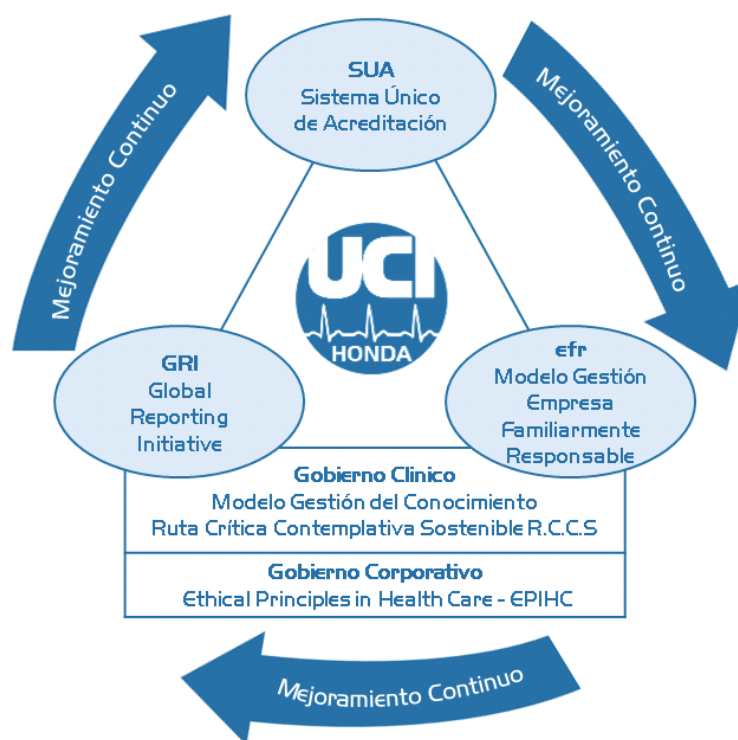 SUA
Sistema Único
de Acreditación
Mejoramiento Continuo
Mejoramiento Continuo
UCI
HONDA
GRI
Global
Reporting
Initiative
efr
Modelo Gestión
Empresa
Familiarmente
Responsable
Gobierno Clinico
Modelo Gestión del Conocimiento
Ruta Crítica Contemplativa Sostenible R.C.C.S
Gobierno Corporativo
Ethical Principles in Health Care - EPIHC
Mejoramiento Continuo